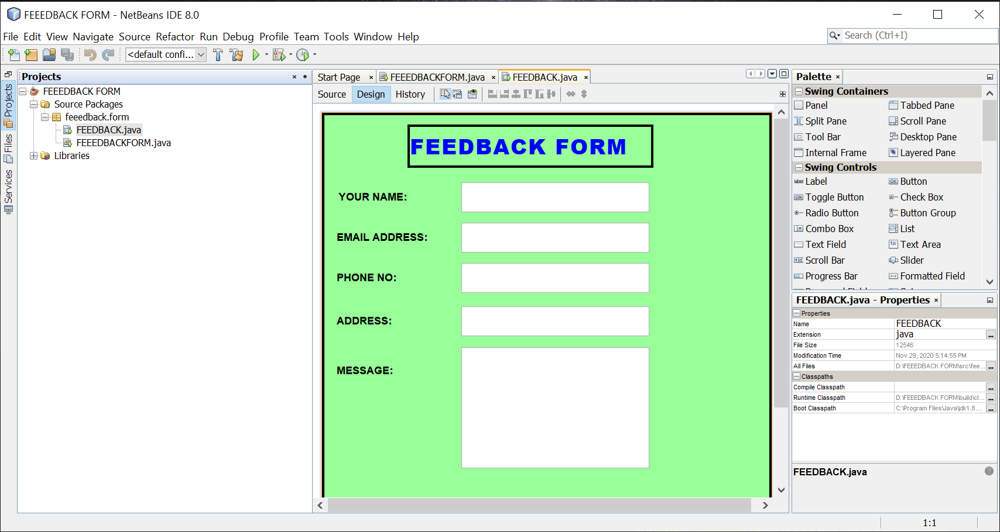 FEEEDBACK FORM - NetBeans IDE 8.0
File Edit View Navigate Source Refactor Run Debug Profile Team Tools Window Help
Search (Ctrl+I)
<default confi...
Projects
Files
Services
Projects
FEEEDBACK FORM
Source Packages
feeedback.form
FEEDBACK.java
FEEEDBACKFORM.java
Libraries
Start Page FEEEDBACKFORM.java FEEDBACK.java
Source Design History
FEEDBACK FORM
YOUR NAME:
EMAIL ADDRESS:
PHONE NO:
ADDRESS:
MESSAGE:
Palette
Swing Containers
Panel Tabbed Pane
Split Pane Scroll Pane
Tool Bar Desktop Pane
Internal Frame Layered Pane
Swing Controls
label Label OK Button
ON Toggle Button Check Box
Radio Button Button Group
Combo Box List
Text Field Text Area
Scroll Bar Slider
Progress Bar Formatted Field
FEEDBACK.java - Properties
Properties
Name FEEDBACK
Extension java ...
File Size 12546
Modification Time Nov 29, 2020 5:14:55 PM
All Files D:\FEEEDBACK FORM\src\fee... ...
Classpaths
Compile Classpath ...
Runtime Classpath D:\FEEEDBACK FORM\build\cl... ...
Boot Classpath C:\Program Files\Java\jdk1.8.... ...
FEEDBACK.java
1:1